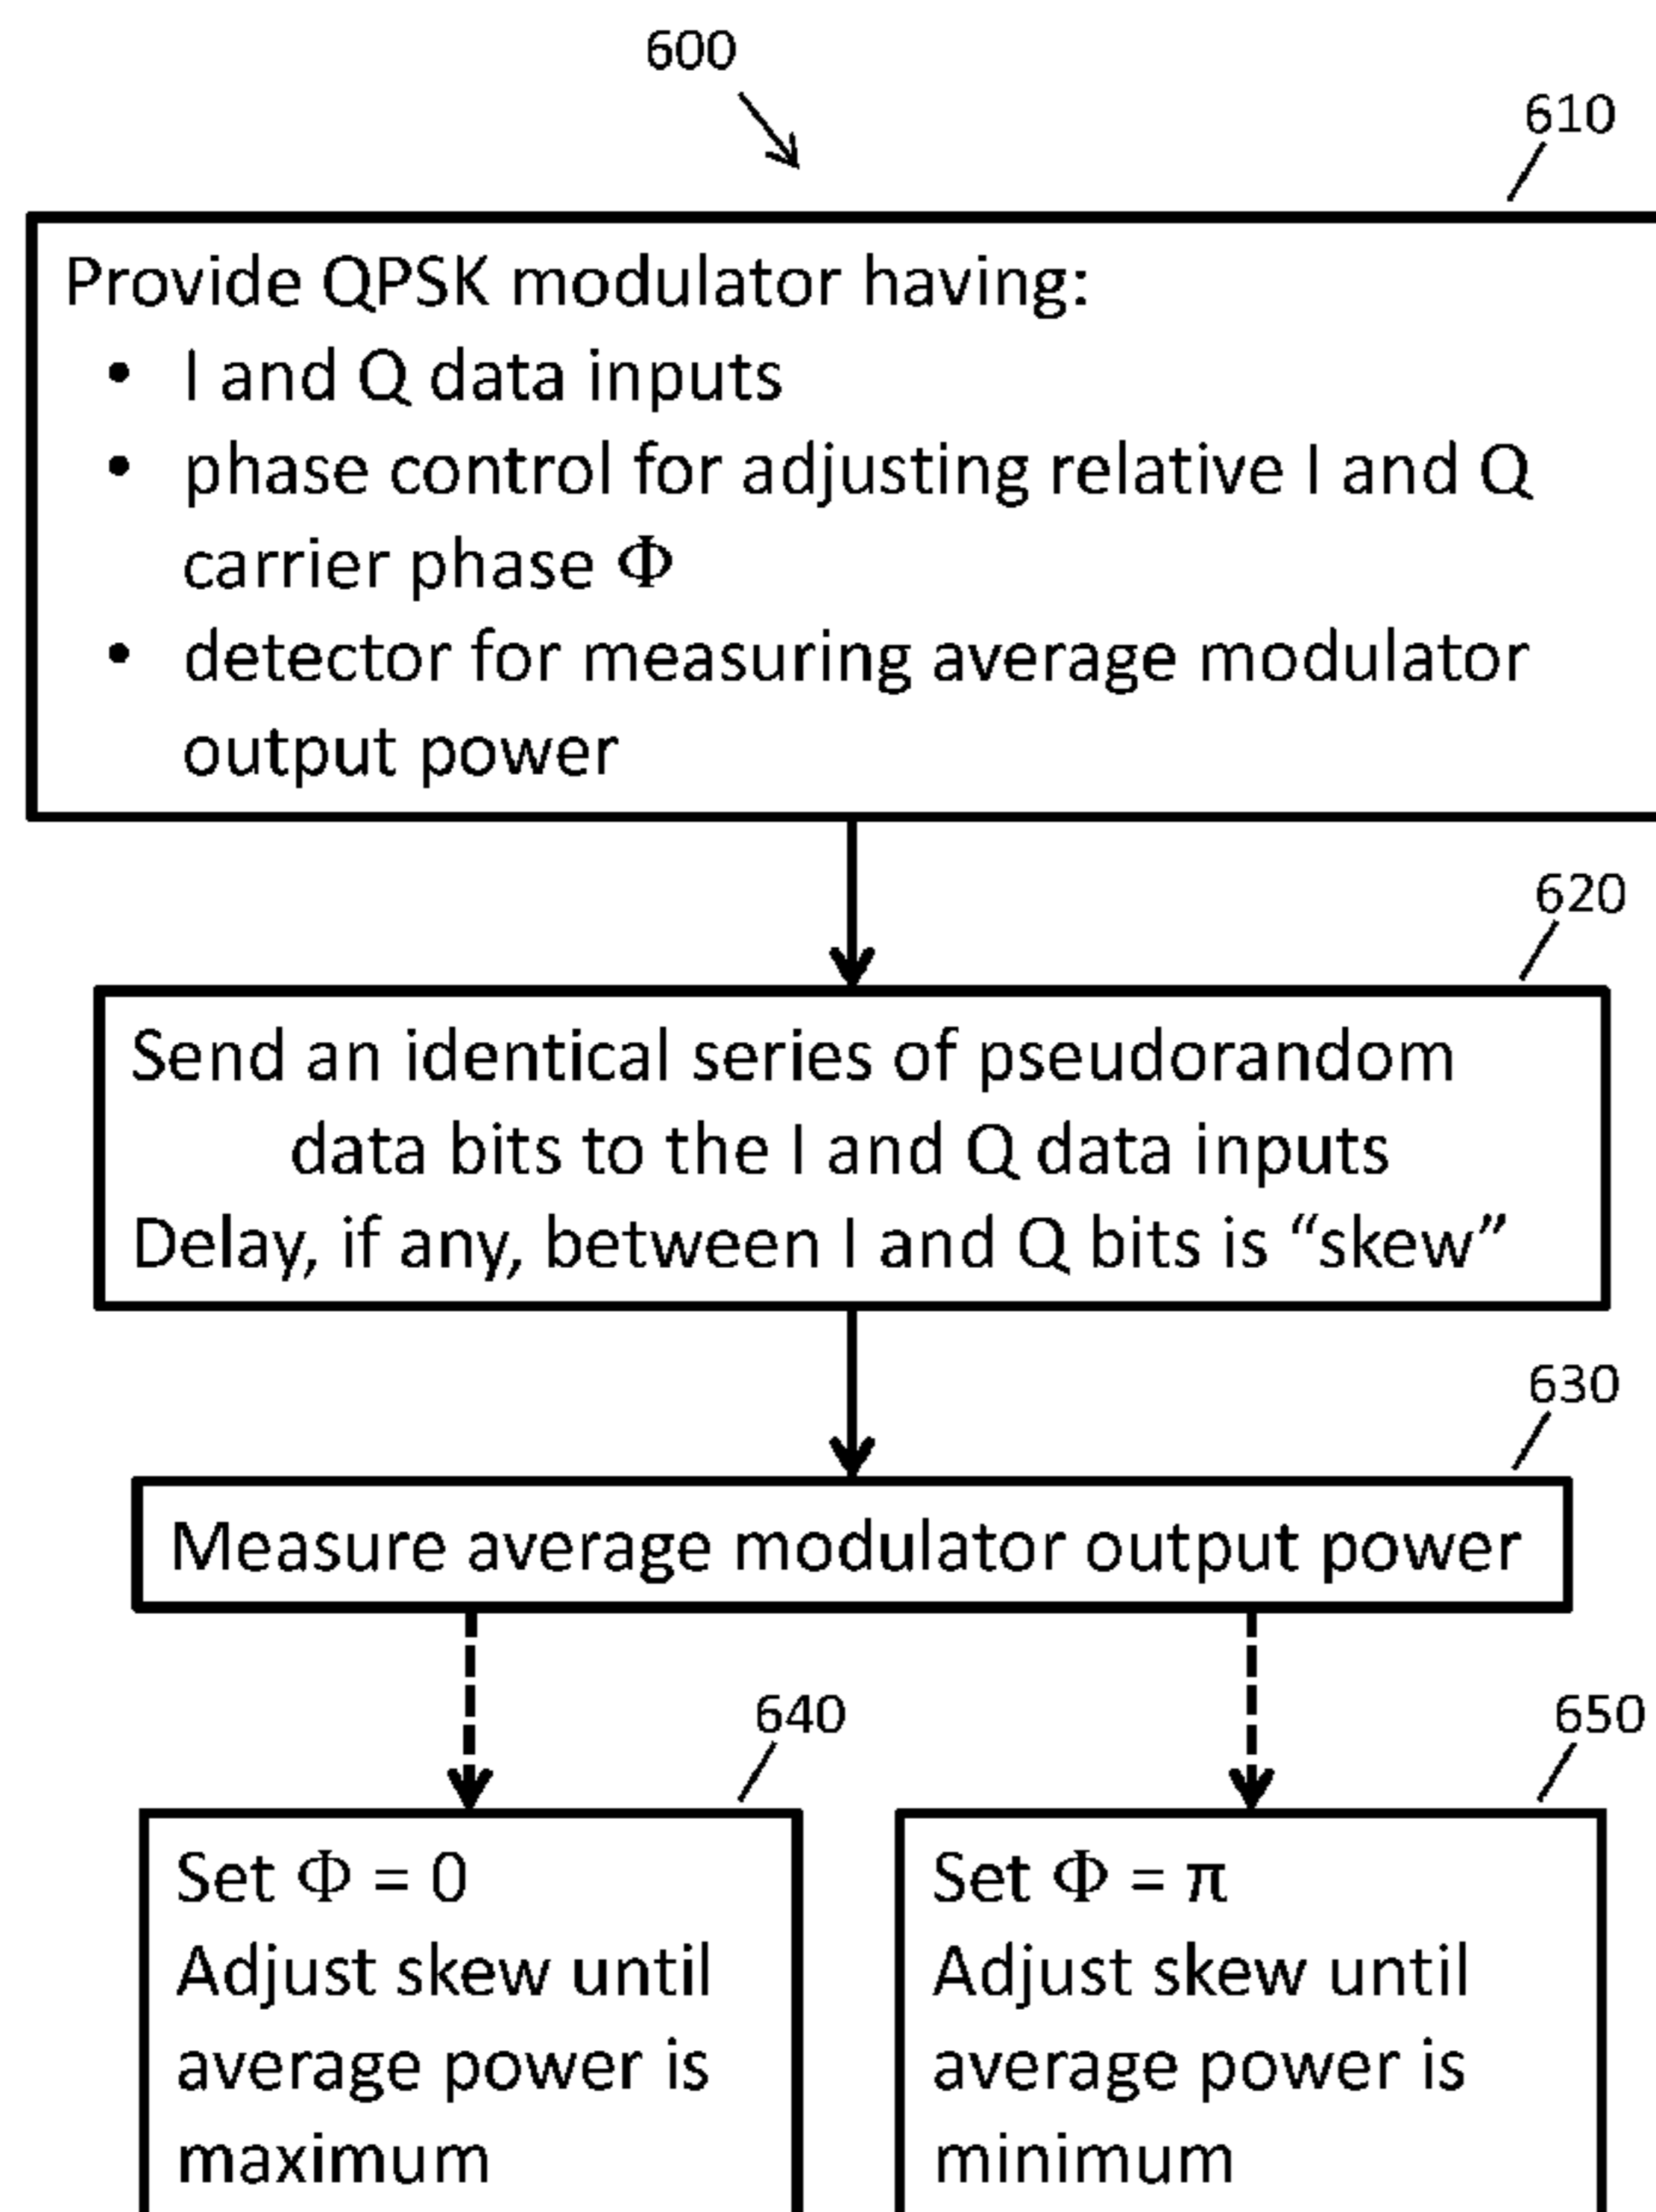 600
610
Provide QPSK modulator having:
• I and Q data inputs
• phase control for adjusting relative I and Q
carrier phase Φ
• detector for measuring average modulator
output power
620
Send an identical series of pseudorandom
data bits to the I and Q data inputs
Delay, if any, between I and Q bits is “skew”
630
Measure average modulator output power
640
650
Set Φ = 0
Adjust skew until
average power is
maximum
Set Φ = π
Adjust skew until
average power is
minimum